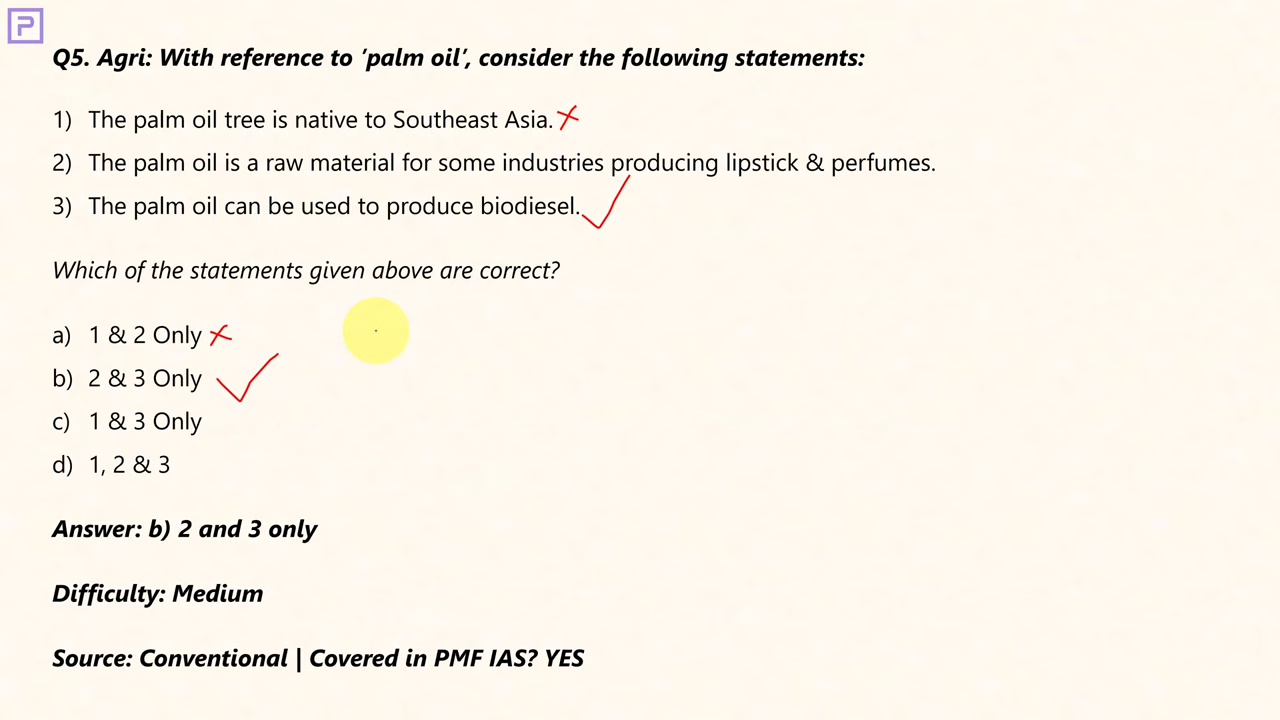 P
Q5. Agri: With reference to ‘palm oil’, consider the following statements:
1) The palm oil tree is native to Southeast Asia.
2) The palm oil is a raw material for some industries producing lipstick & perfumes.
3) The palm oil can be used to produce biodiesel.
Which of the statements given above are correct?
a) 1 & 2 Only
b) 2 & 3 Only
c) 1 & 3 Only
d) 1, 2 & 3
Answer: b) 2 and 3 only
Difficulty: Medium
Source: Conventional | Covered in PMF IAS? YES